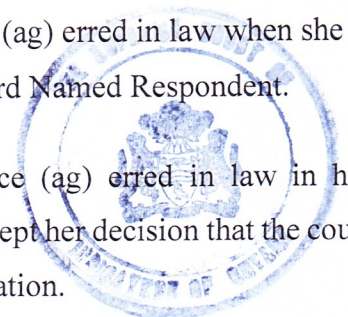 (ag) erred in law when she
rd Named Respondent.
ce (ag) erred in law in h
ept her decision that the cou
ation.